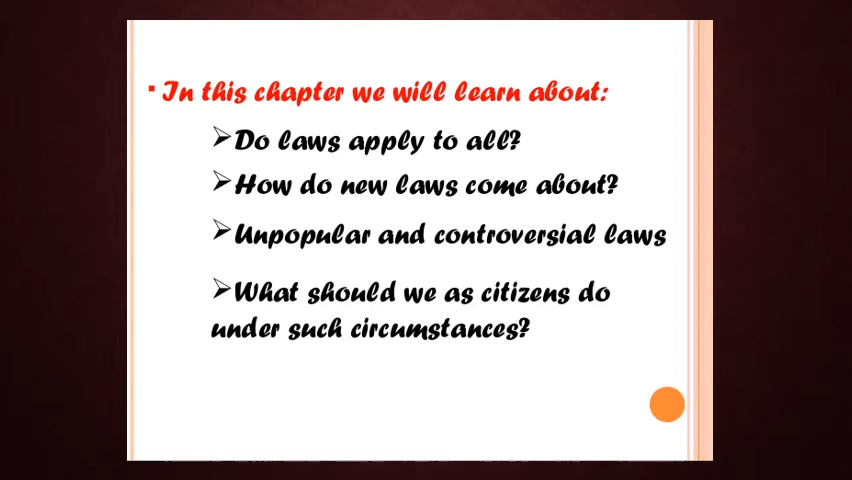 ▪ In this chapter we will learn about:
➢Do laws apply to all?
➢How do new laws come about?
➢Unpopular and controversial laws
➢What should we as citizens do
under such circumstances?